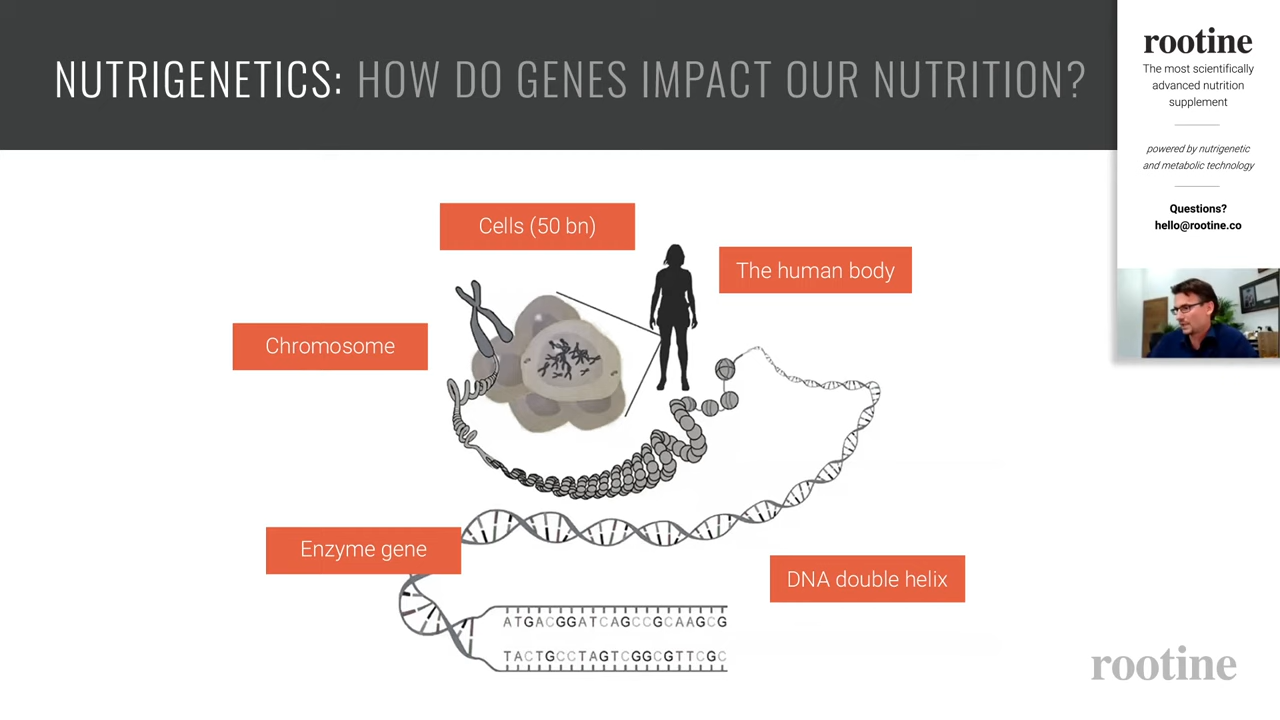 NUTRIGENETICS: HOW DO GENES IMPACT OUR NUTRITION?
rootine
The most scientifically
advanced nutrition
supplement
powered by nutrigenetic
and metabolic technology
Questions?
hello@rootine.co
Cells (50 bn)
The human body
Chromosome
Enzyme gene
DNA double helix
ATGACGGATCAGCCGCAAGCG
TACTGCCTAGTCGGCGTTCGC
rootine